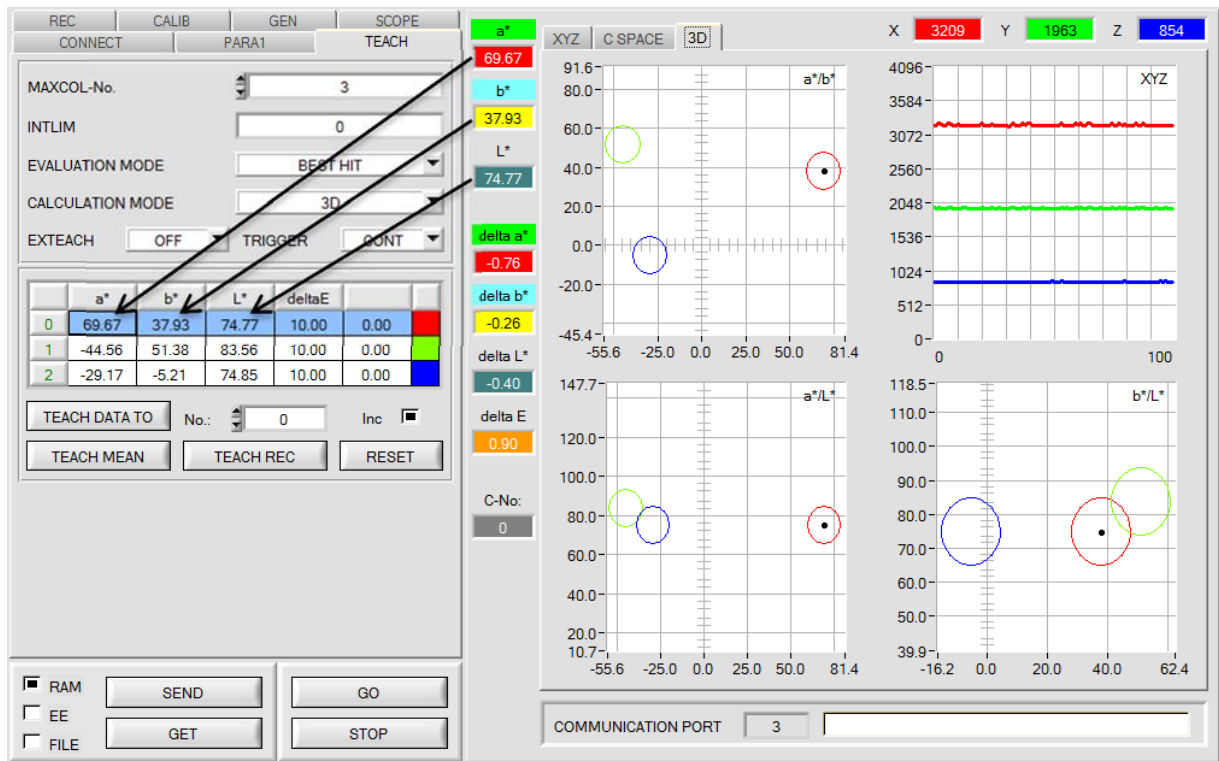 REC CALIB GEN SCOPE
CONNECT PARA1 TEACH
MAXCOL-No. 3
INTLIM 0
EVALUATION MODE BEST HIT
CALCULATION MODE 3D
EXTEACH OFF TRIGGER CONT
a* b* L* deltaE
0 69.67 37.93 74.77 10.00 0.00
1 -44.56 51.38 83.56 10.00 0.00
2 -29.17 -5.21 74.85 10.00 0.00
TEACH DATA TO No.: 0 Inc
TEACH MEAN TEACH REC RESET
RAM SEND GO
EE
FILE GET STOP
a*
69.67
b*
37.93
L*
74.77
delta a*
-0.76
delta b*
-0.26
delta L*
-0.40
delta E
0.90
C-No:
0
XYZ C SPACE 3D
X 3209 Y 1963 Z 854
a*/b*
91.6
80.0
60.0
40.0
20.0
0.0
-20.0
-45.4
-55.6 -25.0 0.0 25.0 50.0 81.4
XYZ
4096
3584
3072
2560
2048
1536
1024
512
0
0 100
a*/L*
147.7
120.0
100.0
80.0
60.0
40.0
20.0
10.7
-55.6 -25.0 0.0 25.0 50.0 81.4
b*/L*
118.5
110.0
100.0
90.0
80.0
70.0
60.0
50.0
39.9
-16.2 0.0 20.0 40.0 62.4
COMMUNICATION PORT 3